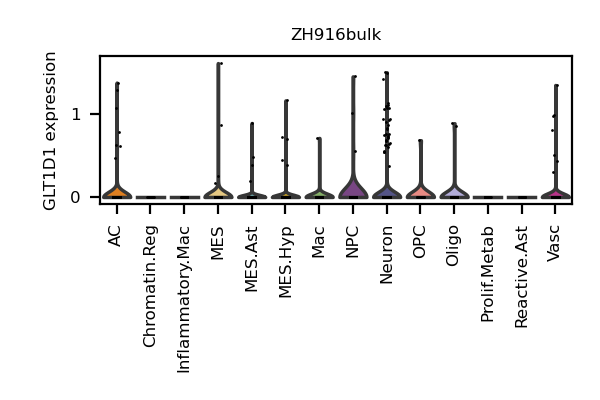 ZH916bulk
GLT1D1 expression
1
0
AC
Chromatin.Reg
Inflammatory.Mac
MES
MES.Ast
MES.Hyp
Mac
NPC
Neuron
OPC
Oligo
Prolif.Metab
Reactive.Ast
Vasc